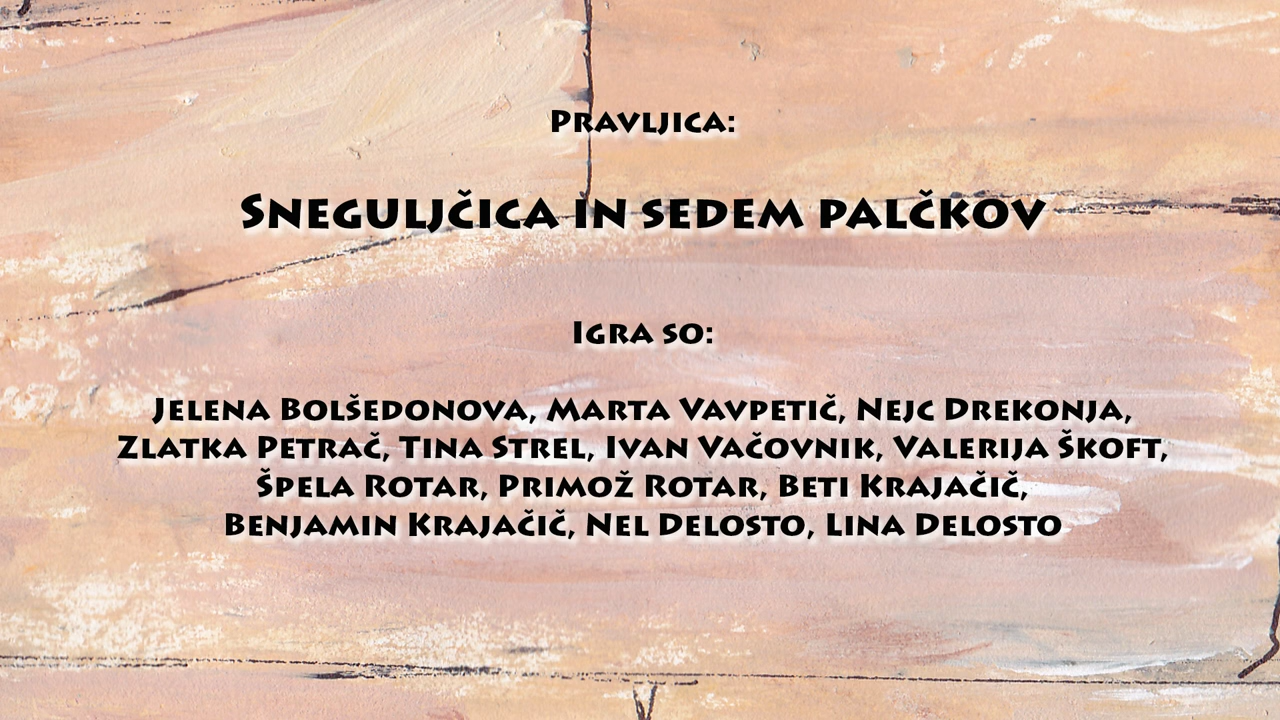 Pravljica:
Sneguljčica in sedem palčkov
Igra so:
Jelena Bolšedonova, Marta Vavpetič, Nejc Drekonja,
Zlatka Petrač, Tina Strel, Ivan Vačovnik, Valerija Škoft,
Špela Rotar, Primož Rotar, Beti Krajačič,
Benjamin Krajačič, Nel Delosto, Lina Delosto